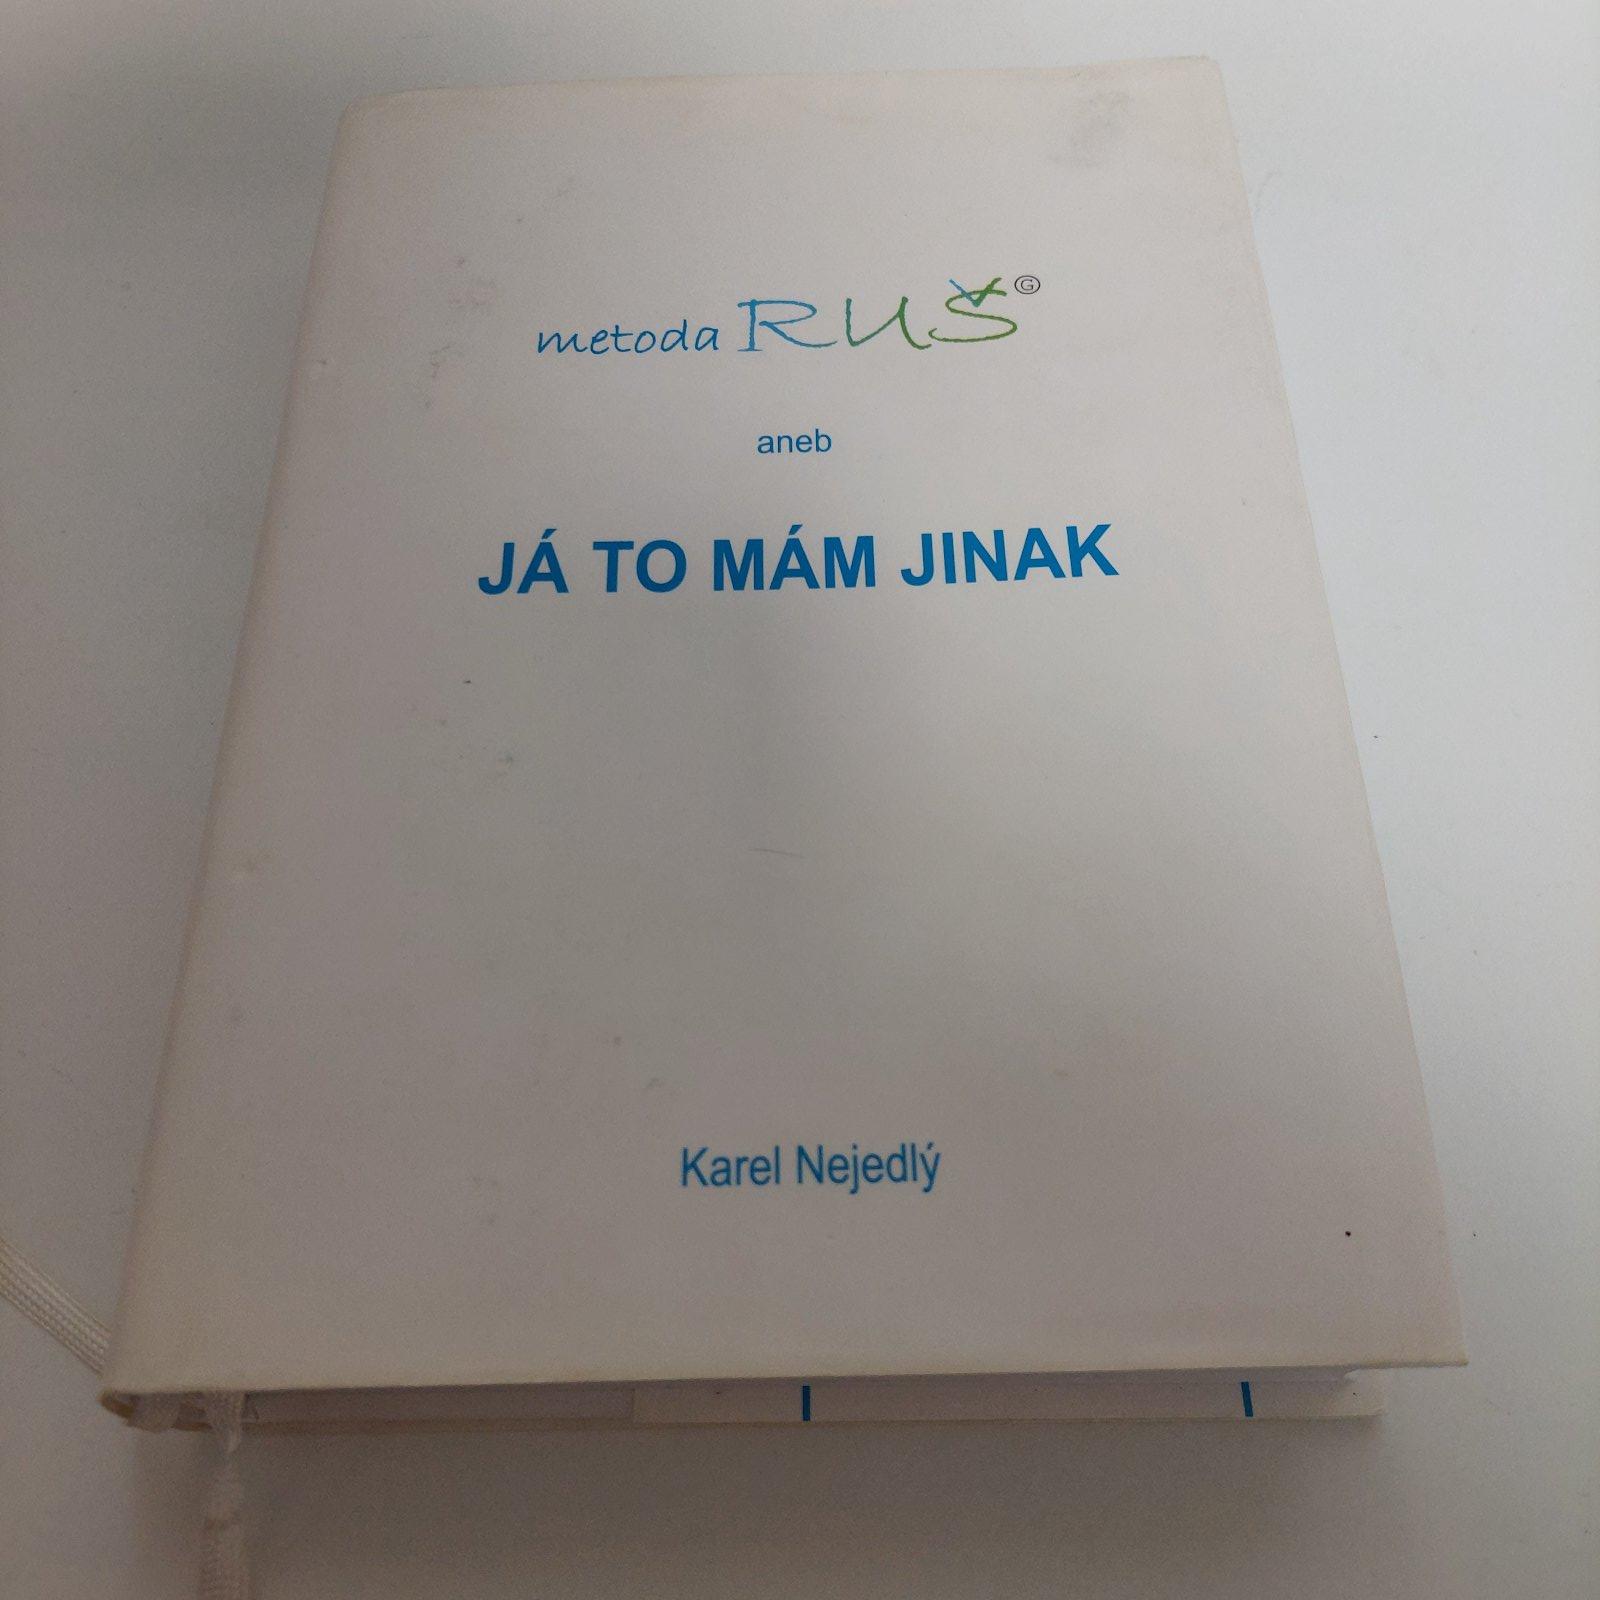 metoda RUŠ Ⓖ
aneb
JÁ TO MÁM JINAK
Karel Nejedlý